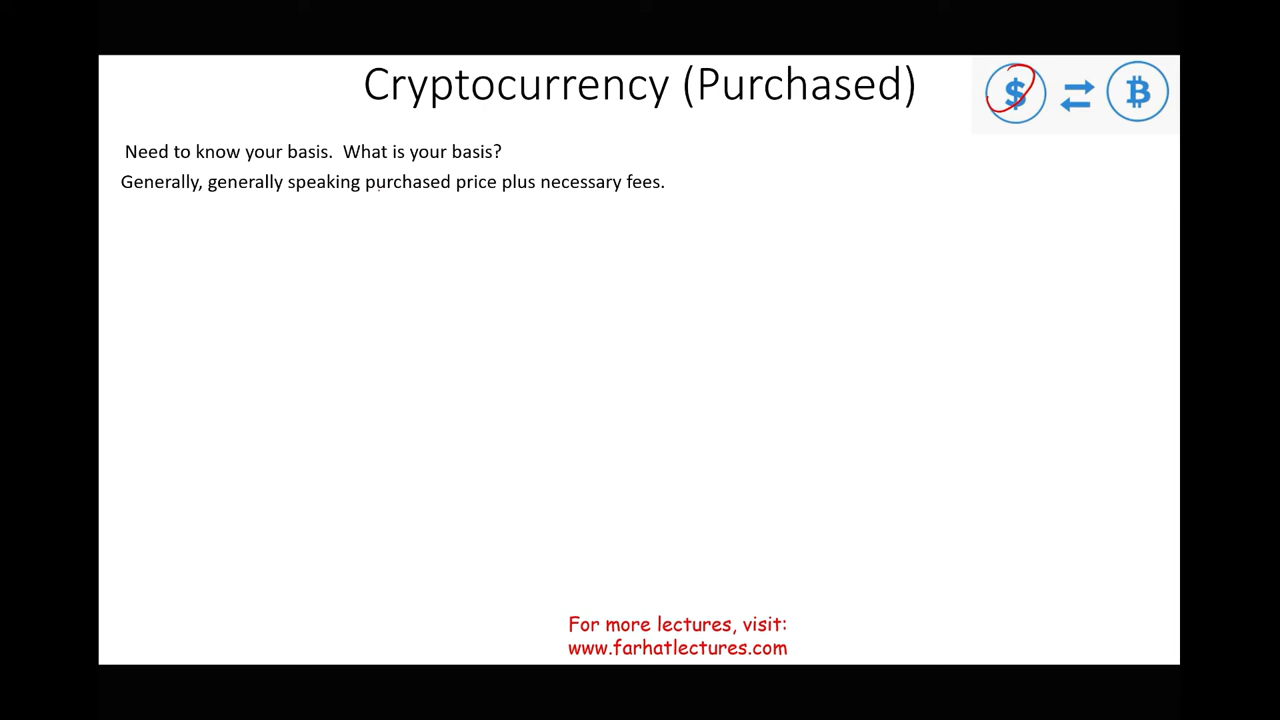 Cryptocurrency (Purchased)
$ ₿
Need to know your basis.  What is your basis?
Generally, generally speaking purchased price plus necessary fees.
For more lectures, visit:
www.farhatlectures.com